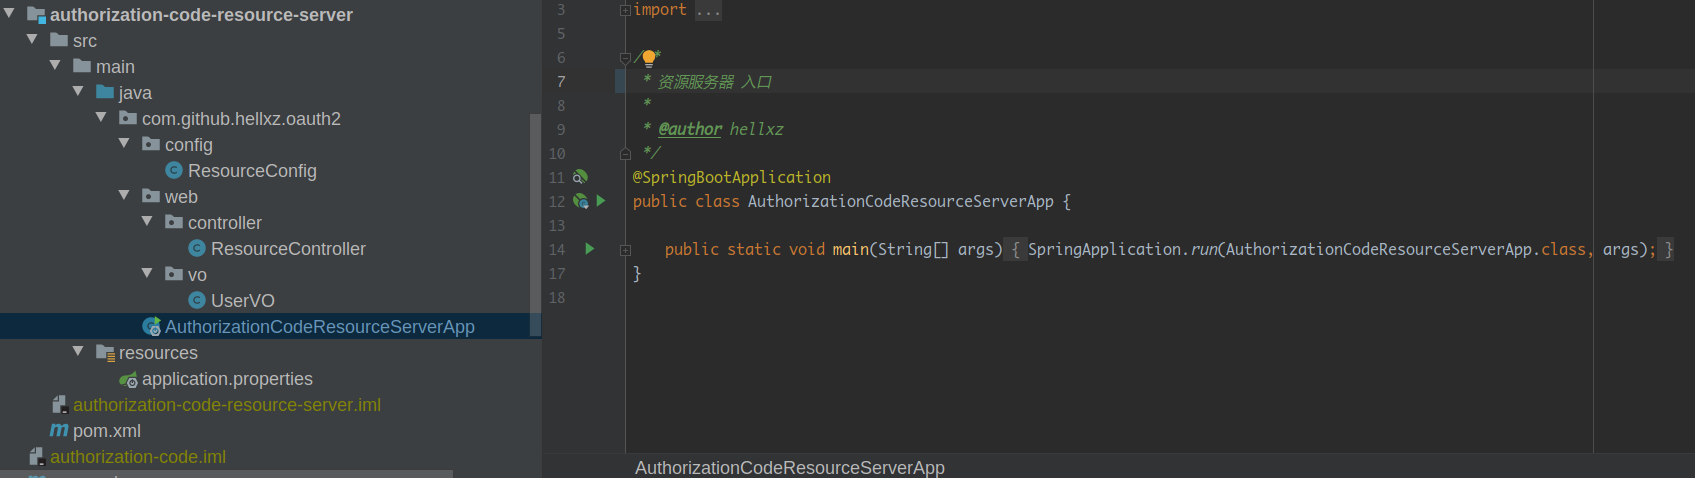 authorization-code-resource-server
src
main
java
com.github.hellxz.oauth2
config
ResourceConfig
web
controller
ResourceController
vo
UserVO
AuthorizationCodeResourceServerApp
resources
application.properties
authorization-code-resource-server.iml
pom.xml
authorization-code.iml
3 import ...
5
6 /**
7 * 资源服务器 入口
8 *
9 * @author hellxz
10 */
11 @SpringBootApplication
12 public class AuthorizationCodeResourceServerApp {
13
14 public static void main(String[] args) { SpringApplication.run(AuthorizationCodeResourceServerApp.class, args); }
17 }
18
AuthorizationCodeResourceServerApp